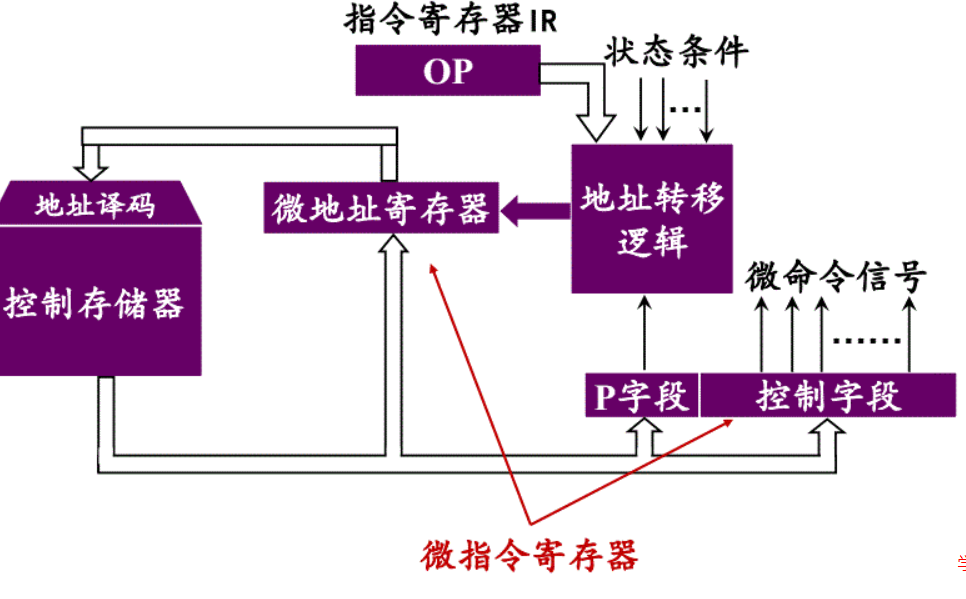 指令寄存器IR
OP
状态条件
...
地址译码
微地址寄存器
地址转移
逻辑
控制存储器
微命令信号
......
P字段
控制字段
微指令寄存器